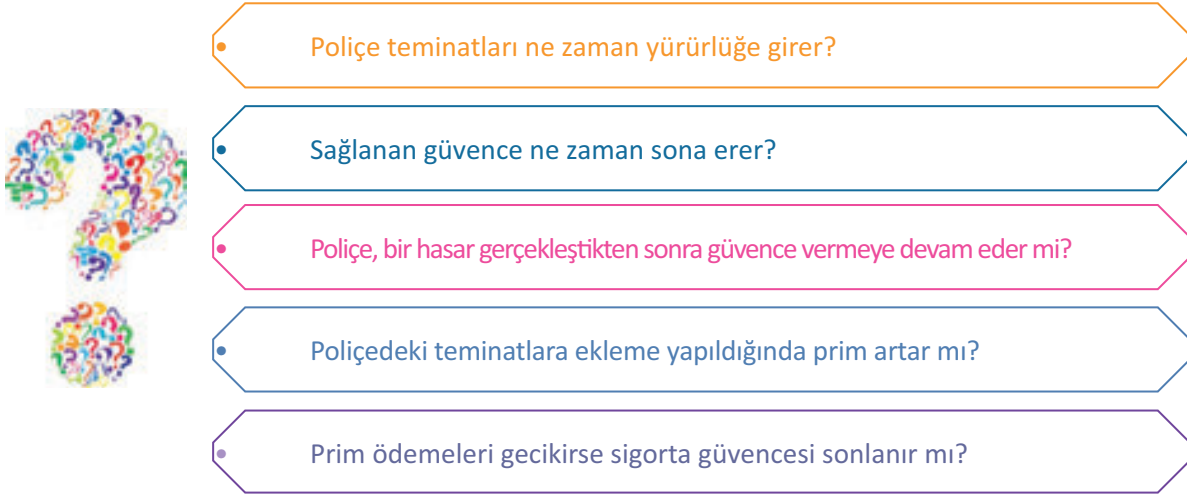 • Poliçe teminatları ne zaman yürürlüğe girer?
• Sağlanan güvence ne zaman sona erer?
• Poliçe, bir hasar gerçekleştikten sonra güvence vermeye devam eder mi?
• Poliçedeki teminatlara ekleme yapıldığında prim artar mı?
• Prim ödemeleri gecikirse sigorta güvencesi sonlanır mı?